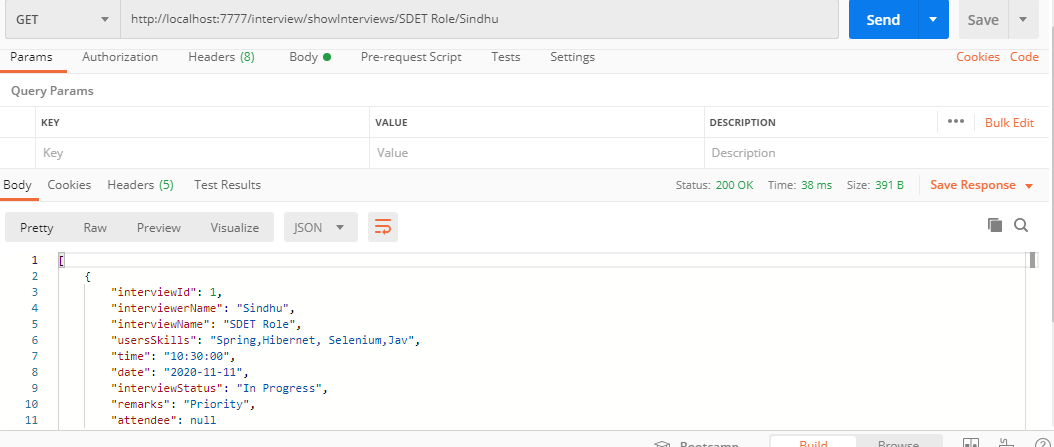 GET http://localhost:7777/interview/showInterviews/SDET Role/Sindhu Send Save
Params Authorization Headers (8) Body Pre-request Script Tests Settings Cookies Code
Query Params
KEY VALUE DESCRIPTION ••• Bulk Edit
Key Value Description
Body Cookies Headers (5) Test Results Status: 200 OK Time: 38 ms Size: 391 B Save Response
Pretty Raw Preview Visualize JSON
1 [
2 {
3 "interviewId": 1,
4 "interviewerName": "Sindhu",
5 "interviewName": "SDET Role",
6 "usersSkills": "Spring,Hibernet, Selenium,Jav",
7 "time": "10:30:00",
8 "date": "2020-11-11",
9 "interviewStatus": "In Progress",
10 "remarks": "Priority",
11 "attendee": null
Bootcamp Build Browse